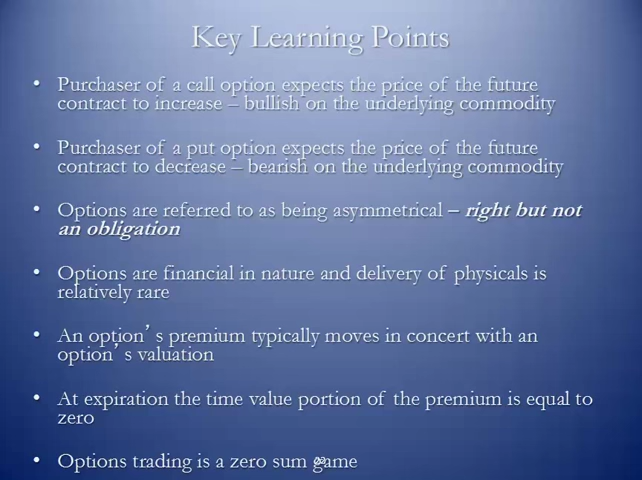 Key Learning Points
• Purchaser of a call option expects the price of the future
contract to increase – bullish on the underlying commodity
• Purchaser of a put option expects the price of the future
contract to decrease – bearish on the underlying commodity
• Options are referred to as being asymmetrical – right but not
an obligation
• Options are financial in nature and delivery of physicals is
relatively rare
• An option’s premium typically moves in concert with an
option’s valuation
• At expiration the time value portion of the premium is equal to
zero
• Options trading is a zero sum game